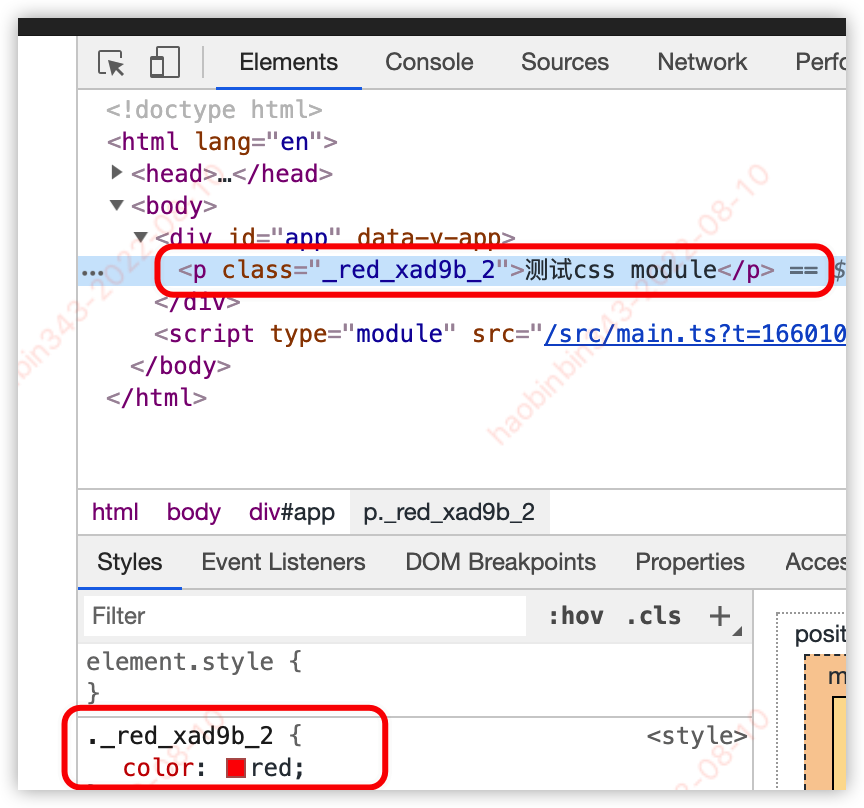 Elements Console Sources Network Perfo
<!doctype html>
<html lang="en">
<head>…</head>
<body>
<div id="app" data-v-app>
<p class="_red_xad9b_2">测试css module</p> == $
</div>
<script type="module" src="/src/main.ts?t=166010
</body>
</html>
html body div#app p._red_xad9b_2
Styles Event Listeners DOM Breakpoints Properties Acces
Filter :hov .cls +
element.style {
}
._red_xad9b_2 { <style>
color: red;
posit
m
haobinbin343-2022-08-10